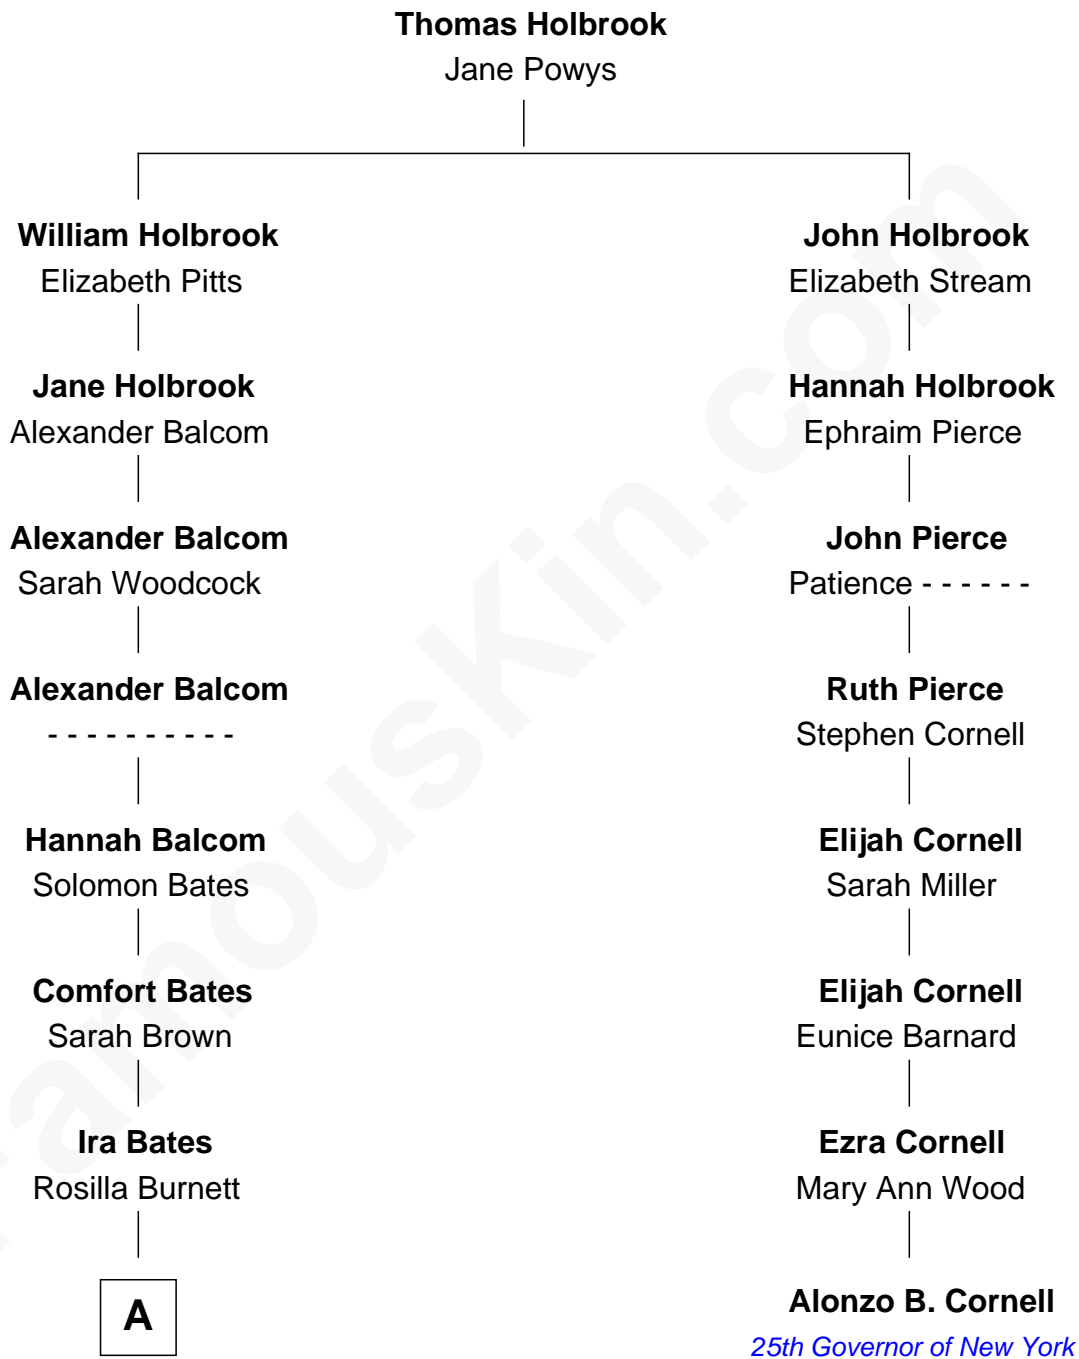 Thomas Holbrook
Jane Powys
William Holbrook
Elizabeth Pitts
Jane Holbrook
Alexander Balcom
Alexander Balcom
Sarah Woodcock
Alexander Balcom
- - - - - - - - - -
Hannah Balcom
Solomon Bates
Comfort Bates
Sarah Brown
Ira Bates
Rosilla Burnett
A
John Holbrook
Elizabeth Stream
Hannah Holbrook
Ephraim Pierce
John Pierce
Patience - - - - - -
Ruth Pierce
Stephen Cornell
Elijah Cornell
Sarah Miller
Elijah Cornell
Eunice Barnard
Ezra Cornell
Mary Ann Wood
Alonzo B. Cornell
25th Governor of New York
FamousKin.com